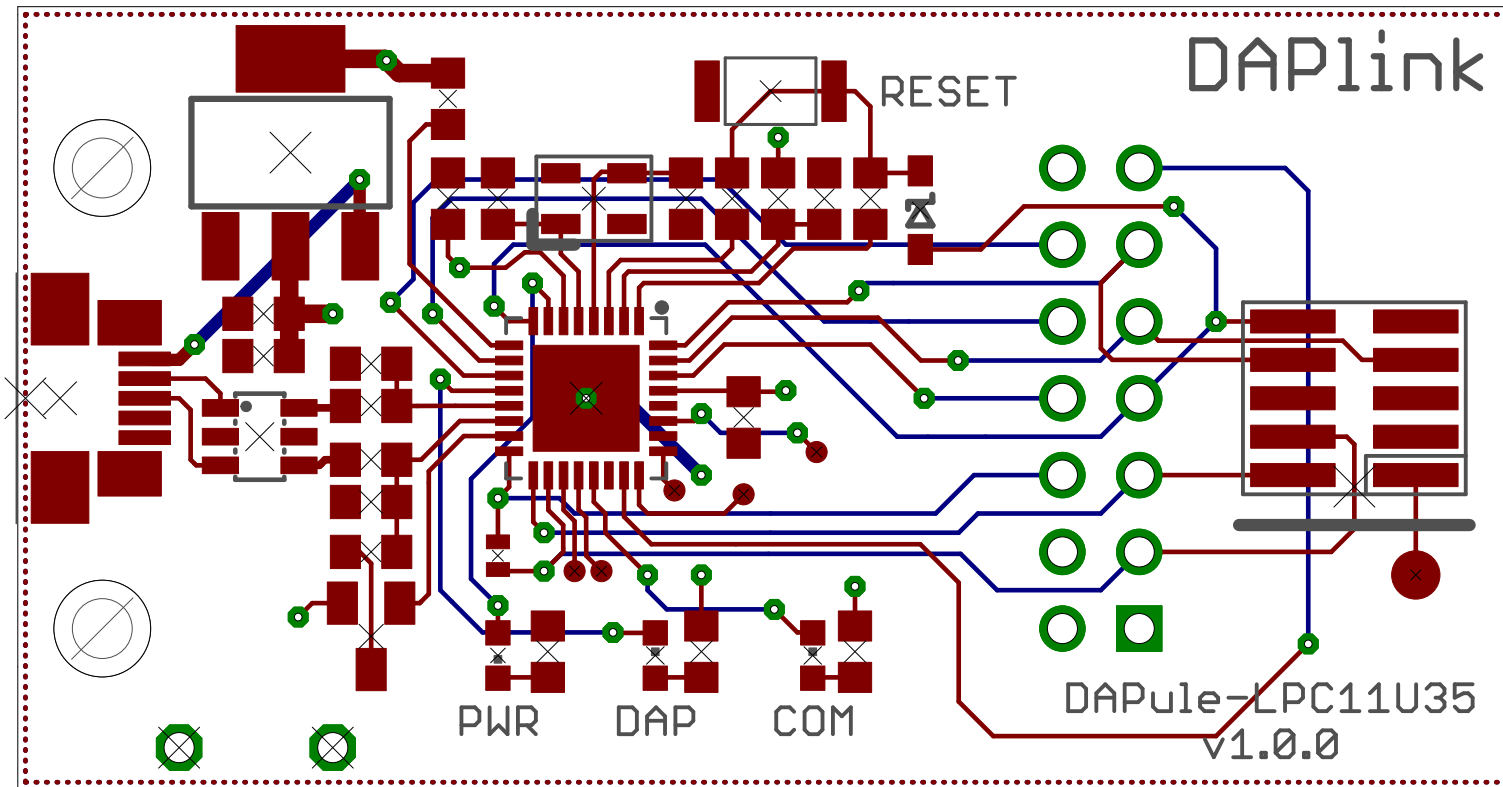 DAPlink
RESET
DAPule-LPC11U35
v1.0.0
PWR
DAP
COM